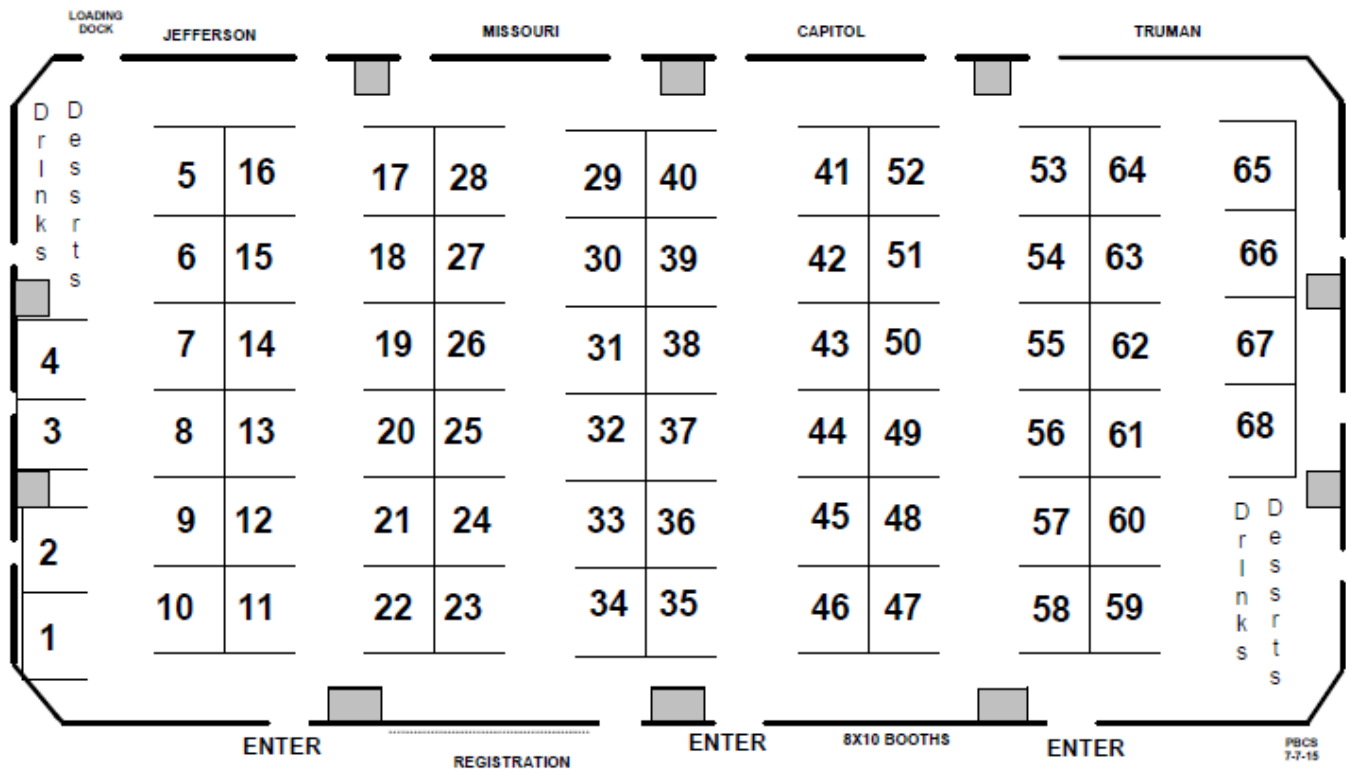 LOADING
DOCK
JEFFERSON
MISSOURI
CAPITOL
TRUMAN
DrInks
Dessrts
5 16 17 28 29 40 41 52 53 64 65
6 15 18 27 30 39 42 51 54 63 66
4 7 14 19 26 31 38 43 50 55 62 67
3 8 13 20 25 32 37 44 49 56 61 68
2 9 12 21 24 33 36 45 48 57 60
1 10 11 22 23 34 35 46 47 58 59
DrInks
Dessrts
ENTER
REGISTRATION
ENTER
8X10 BOOTHS
ENTER
PBCS
7-7-15